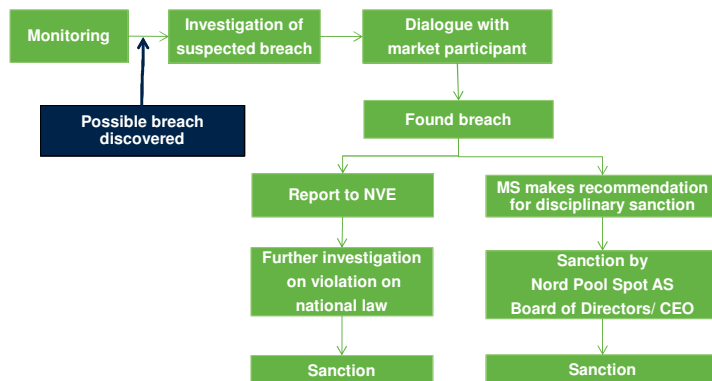 Monitoring
Investigation of
suspected breach
Dialogue with
market participant
Possible breach
discovered
Found breach
Report to NVE
MS makes recommendation
for disciplinary sanction
Further investigation
on violation on
national law
Sanction by
Nord Pool Spot AS
Board of Directors/ CEO
Sanction
Sanction